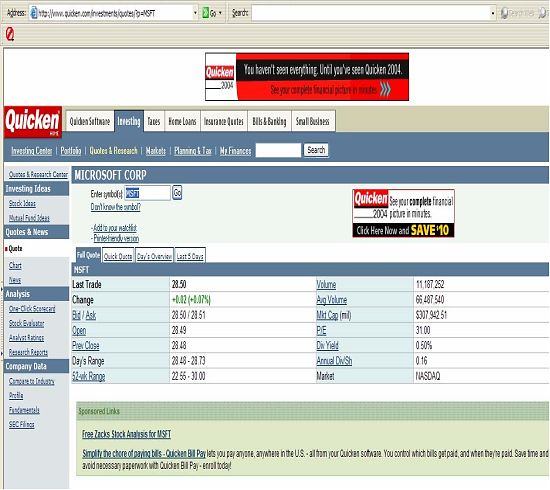 Address: http://www.quicken.com/investments/quotes/?p=MSFT Go Search:
Quicken 2004 You haven't seen everything. Until you've seen Quicken 2004.
See your complete financial picture in minutes
Quicken HOME Quicken Software Investing Taxes Home Loans Insurance Quotes Bills & Banking Small Business
Investing Center | Portfolio | Quotes & Research | Markets | Planning & Tax | My Finances Search
Quotes & Research Center
Investing Ideas
Stock Ideas
Mutual Fund Ideas
Quotes & News
Quote
Chart
News
Analysis
One-Click Scorecard
Stock Evaluator
Analyst Ratings
Research Reports
Company Data
Compare to Industry
Profile
Fundamentals
SEC Filings
MICROSOFT CORP
Enter symbol(s): MSFT Go
Don't know the symbol?
- Add to your watchlist
- Printer-friendly version
Quicken 2004 See your complete financial picture in minutes.
Click Here Now and SAVE $10
Full Quote Quick Quote Day's Overview Last 5 Days
MSFT
Last Trade 28.50 Volume 11,187,252
Change +0.02 (+0.07%) Avg Volume 66,487,540
Bid / Ask 28.50 / 28.51 Mkt Cap (mil) $307,942.51
Open 28.49 P/E 31.00
Prev Close 28.48 Div Yield 0.50%
Day's Range 28.48 - 28.73 Annual Div/Sh 0.16
52-wk Range 22.55 - 30.00 Market NASDAQ
Sponsored Links
Free Zacks Stock Analysis for MSFT
Simplify the chore of paying bills - Quicken Bill Pay lets you pay anyone, anywhere in the U.S. - all from your Quicken software. You control which bills get paid, and when they're paid. Save time and
avoid necessary paperwork with Quicken Bill Pay - enroll today!